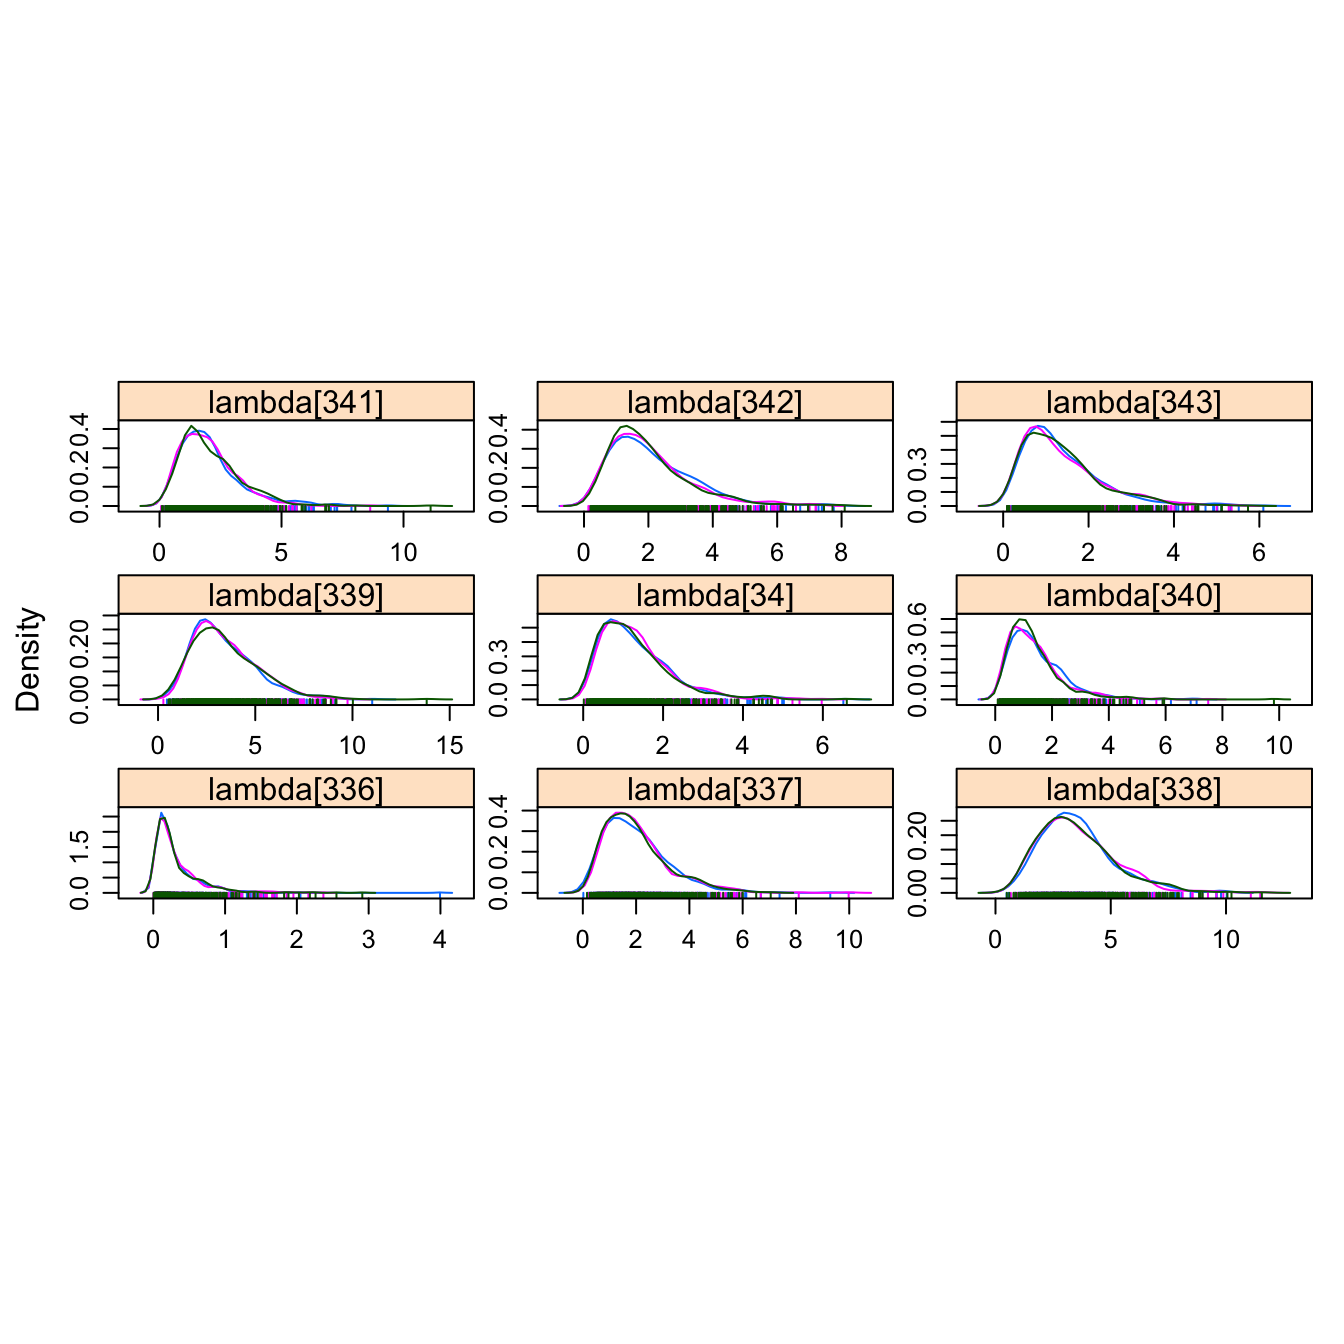 Density
lambda[341]
0.0 0.2 0.4
0 5 10
lambda[342]
0.0 0.2 0.4
0 2 4 6 8
lambda[343]
0.0 0.3
0 2 4 6
lambda[339]
0.00 0.20
0 5 10 15
lambda[34]
0.0 0.3
0 2 4 6
lambda[340]
0.0 0.3 0.6
0 2 4 6 8 10
lambda[336]
0.0 1.5
0 1 2 3 4
lambda[337]
0.0 0.2 0.4
0 2 4 6 8 10
lambda[338]
0.00 0.20
0 5 10